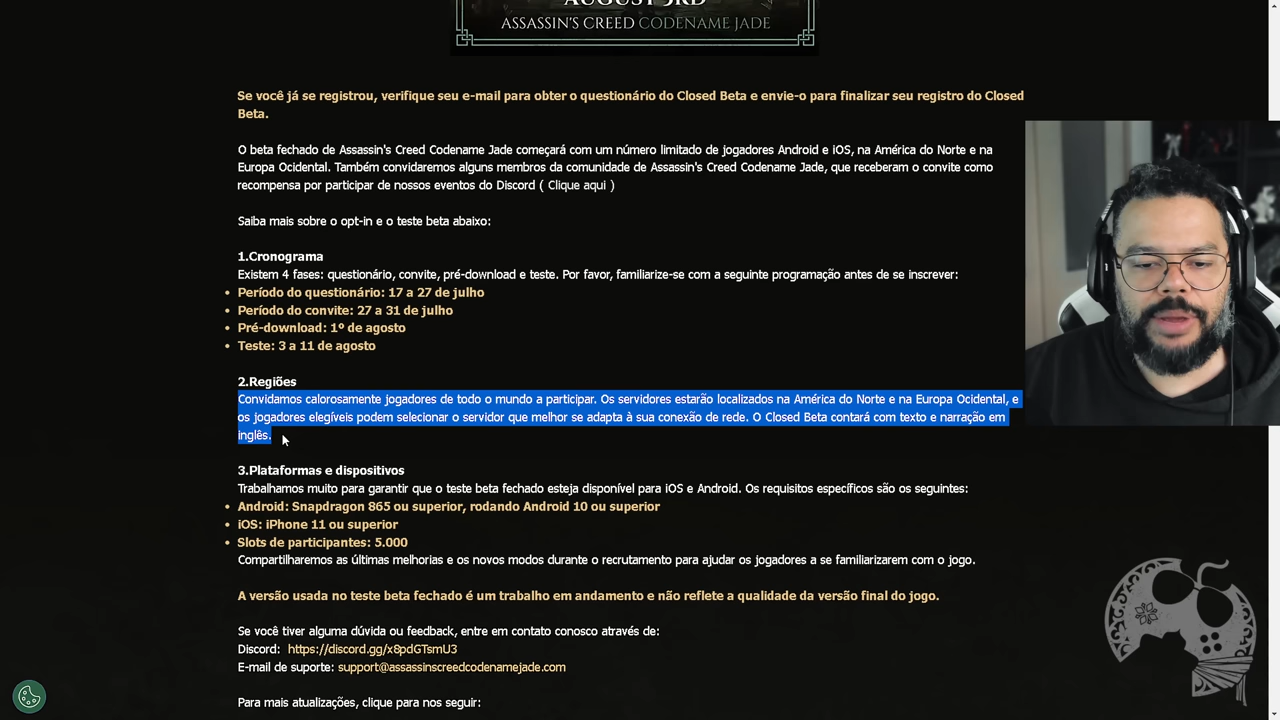 AUGUST 3RD
ASSASSIN'S CREED CODENAME JADE
Se você já se registrou, verifique seu e-mail para obter o questionário do Closed Beta e envie-o para finalizar seu registro do Closed
Beta.
O beta fechado de Assassin's Creed Codename Jade começará com um número limitado de jogadores Android e iOS, na América do Norte e na
Europa Ocidental. Também convidaremos alguns membros da comunidade de Assassin's Creed Codename Jade, que receberam o convite como
recompensa por participar de nossos eventos do Discord ( Clique aqui )
Saiba mais sobre o opt-in e o teste beta abaixo:
1.Cronograma
Existem 4 fases: questionário, convite, pré-download e teste. Por favor, familiarize-se com a seguinte programação antes de se inscrever:
• Período do questionário: 17 a 27 de julho
• Período do convite: 27 a 31 de julho
• Pré-download: 1º de agosto
• Teste: 3 a 11 de agosto
2.Regiões
Convidamos calorosamente jogadores de todo o mundo a participar. Os servidores estarão localizados na América do Norte e na Europa Ocidental, e
os jogadores elegíveis podem selecionar o servidor que melhor se adapta à sua conexão de rede. O Closed Beta contará com texto e narração em
inglês.
3.Plataformas e dispositivos
Trabalhamos muito para garantir que o teste beta fechado esteja disponível para iOS e Android. Os requisitos específicos são os seguintes:
• Android: Snapdragon 865 ou superior, rodando Android 10 ou superior
• iOS: iPhone 11 ou superior
• Slots de participantes: 5.000
Compartilharemos as últimas melhorias e os novos modos durante o recrutamento para ajudar os jogadores a se familiarizarem com o jogo.
A versão usada no teste beta fechado é um trabalho em andamento e não reflete a qualidade da versão final do jogo.
Se você tiver alguma dúvida ou feedback, entre em contato conosco através de:
Discord: https://discord.gg/x8pdGTsmU3
E-mail de suporte: support@assassinscreedcodenamejade.com
Para mais atualizações, clique para nos seguir: